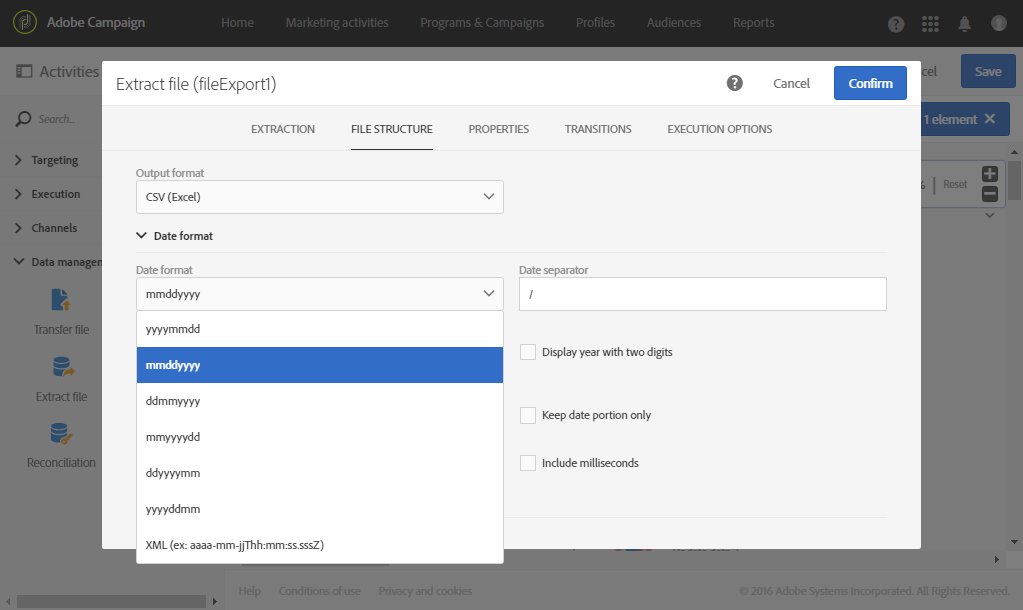 Adobe Campaign
Home
Marketing activities
Programs & Campaigns
Profiles
Audiences
Reports
Activities
Save
Extract file (fileExport1)
Cancel
Confirm
Search...
1 element
EXTRACTION
FILE STRUCTURE
PROPERTIES
TRANSITIONS
EXECUTION OPTIONS
Targeting
Execution
Channels
Data managem
Reset
Output format
CSV (Excel)
Date format
Date format
mmddyyyy
Date separator
/
yyyymmdd
mmddyyyy
ddmmyyyy
mmyyyydd
ddyyyymm
yyyyddmm
XML (ex: aaaa-mm-jjThh:mm:ss.sssZ)
Display year with two digits
Keep date portion only
Include milliseconds
Transfer file
Extract file
Reconciliation
Help
Conditions of use
Privacy and cookies
© 2016 Adobe Systems Incorporated. All Rights Reserved.